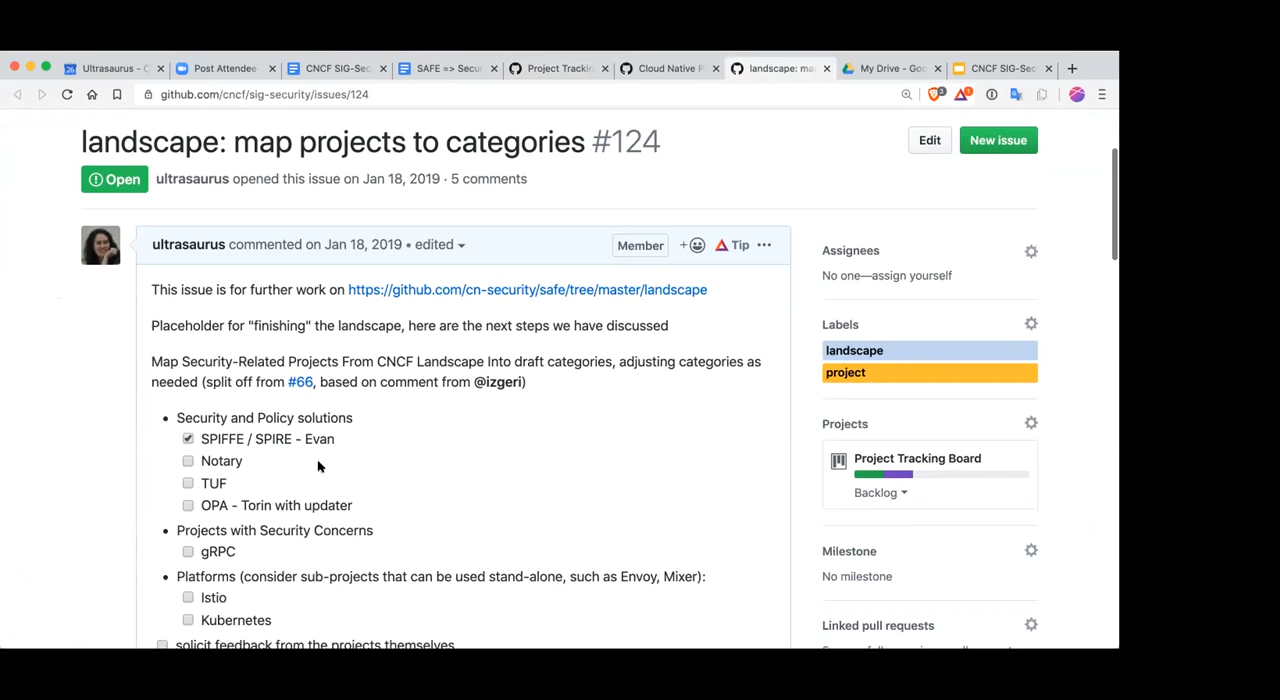 Ultrasaurus - C
Post Attendee
CNCF SIG-Sec
SAFE => Secu
Project Trackin
Cloud Native P
landscape: ma
My Drive - Goo
CNCF SIG-Sec
github.com/cncf/sig-security/issues/124
landscape: map projects to categories #124
Edit
New issue
Open
ultrasaurus opened this issue on Jan 18, 2019 · 5 comments
ultrasaurus commented on Jan 18, 2019 • edited
Member
Tip
This issue is for further work on https://github.com/cn-security/safe/tree/master/landscape
Placeholder for "finishing" the landscape, here are the next steps we have discussed
Map Security-Related Projects From CNCF Landscape Into draft categories, adjusting categories as
needed (split off from #66, based on comment from @izgeri)
Security and Policy solutions
SPIFFE / SPIRE - Evan
Notary
TUF
OPA - Torin with updater
Projects with Security Concerns
gRPC
Platforms (consider sub-projects that can be used stand-alone, such as Envoy, Mixer):
Istio
Kubernetes
solicit feedback from the projects themselves
Assignees
No one—assign yourself
Labels
landscape
project
Projects
Project Tracking Board
Backlog
Milestone
No milestone
Linked pull requests